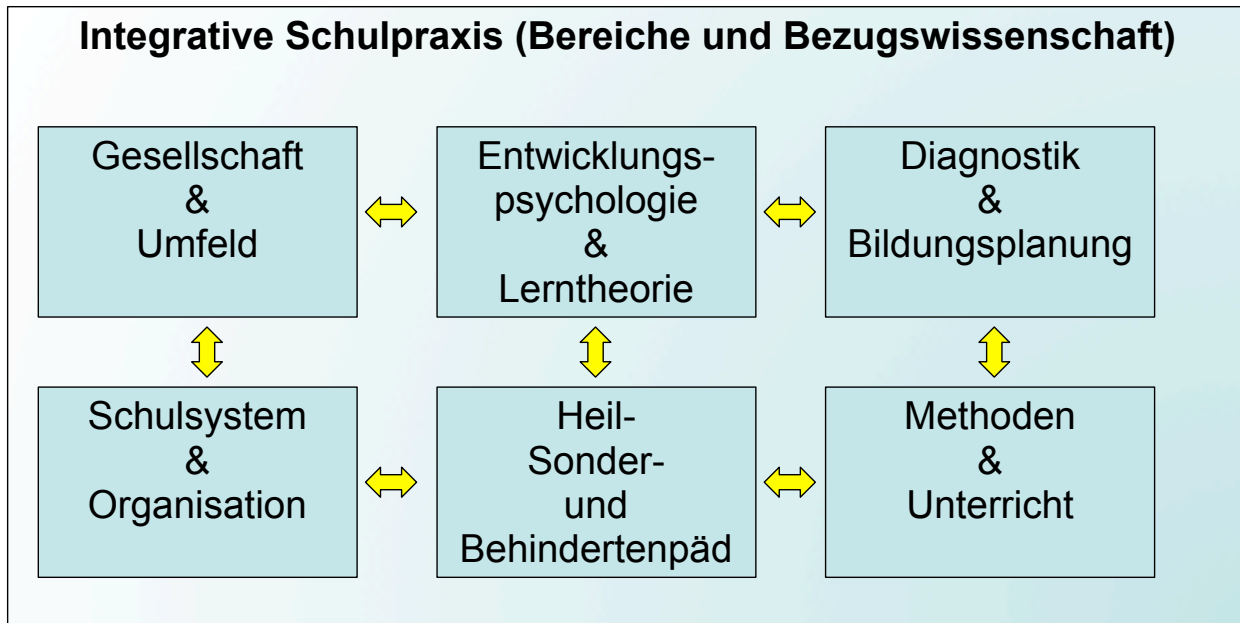 Integrative Schulpraxis (Bereiche und Bezugswissenschaft)
Gesellschaft
&
Umfeld
Entwicklungs-
psychologie
&
Lerntheorie
Diagnostik
&
Bildungsplanung
Schulsystem
&
Organisation
Heil-
Sonder-
und
Behindertenpäd
Methoden
&
Unterricht